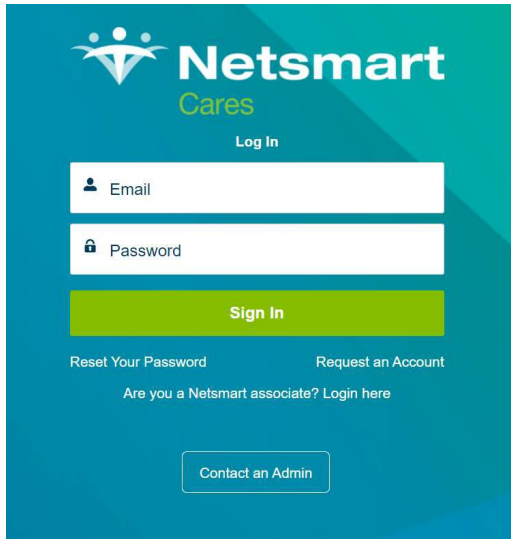 Netsmart
Cares
Log In
Email
Password
Sign In
Reset Your Password Request an Account
Are you a Netsmart associate? Login here
Contact an Admin